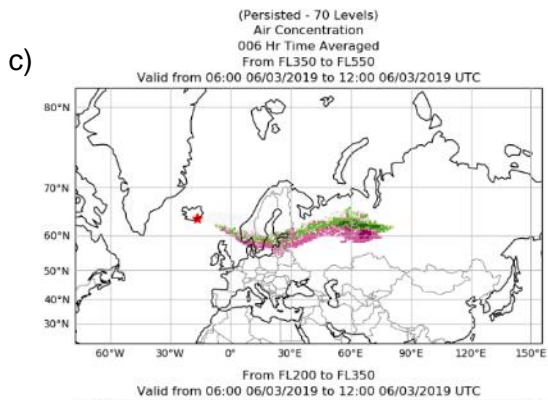 c)
(Persisted - 70 Levels)
Air Concentration
006 Hr Time Averaged
From FL350 to FL550
Valid from 06:00 06/03/2019 to 12:00 06/03/2019 UTC
80°N
70°N
60°N
50°N
40°N
30°N
60°W 30°W 0° 30°E 60°E 90°E 120°E 150°E
From FL200 to FL350
Valid from 06:00 06/03/2019 to 12:00 06/03/2019 UTC